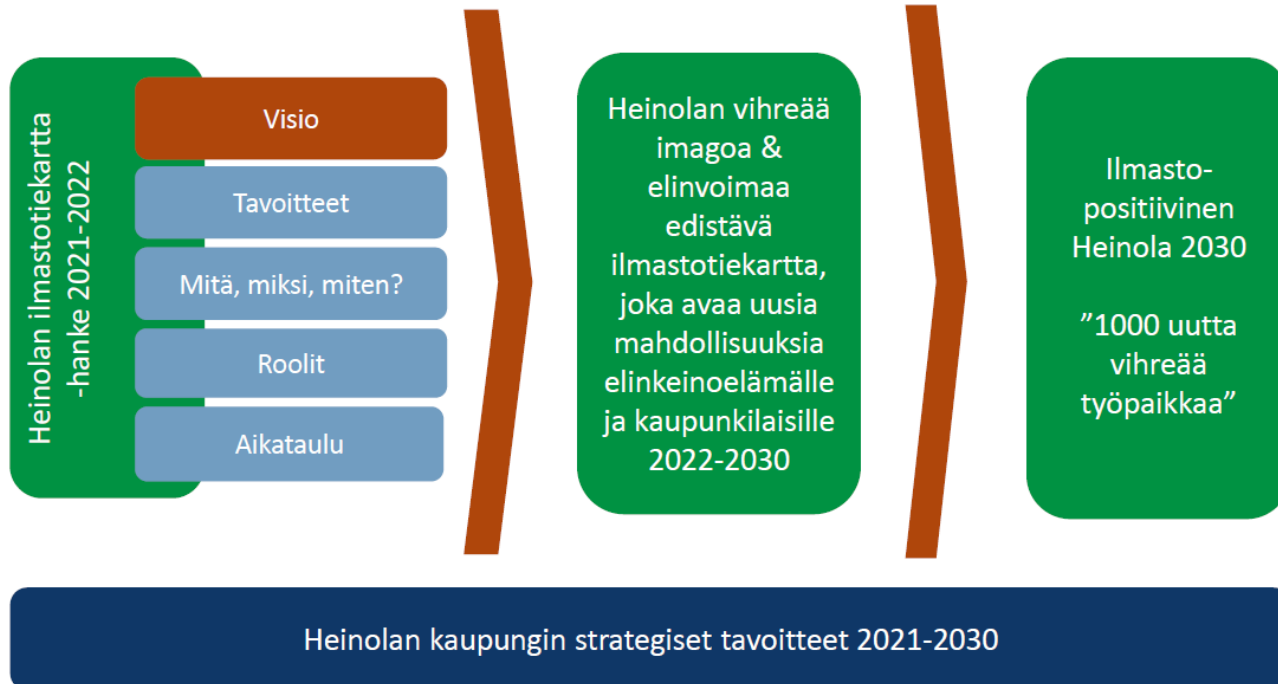 Heinolan ilmastotiekartta
-hanke 2021-2022
Visio
Tavoitteet
Mitä, miksi, miten?
Roolit
Aikataulu
Heinolan vihreää
imagoa &
elinvoimaa
edistävä
ilmastotiekartta,
joka avaa uusia
mahdollisuuksia
elinkeinoelämälle
ja kaupunkilaisille
2022-2030
Ilmasto-
positiivinen
Heinola 2030
”1000 uutta
vihreää
työpaikkaa”
Heinolan kaupungin strategiset tavoitteet 2021-2030